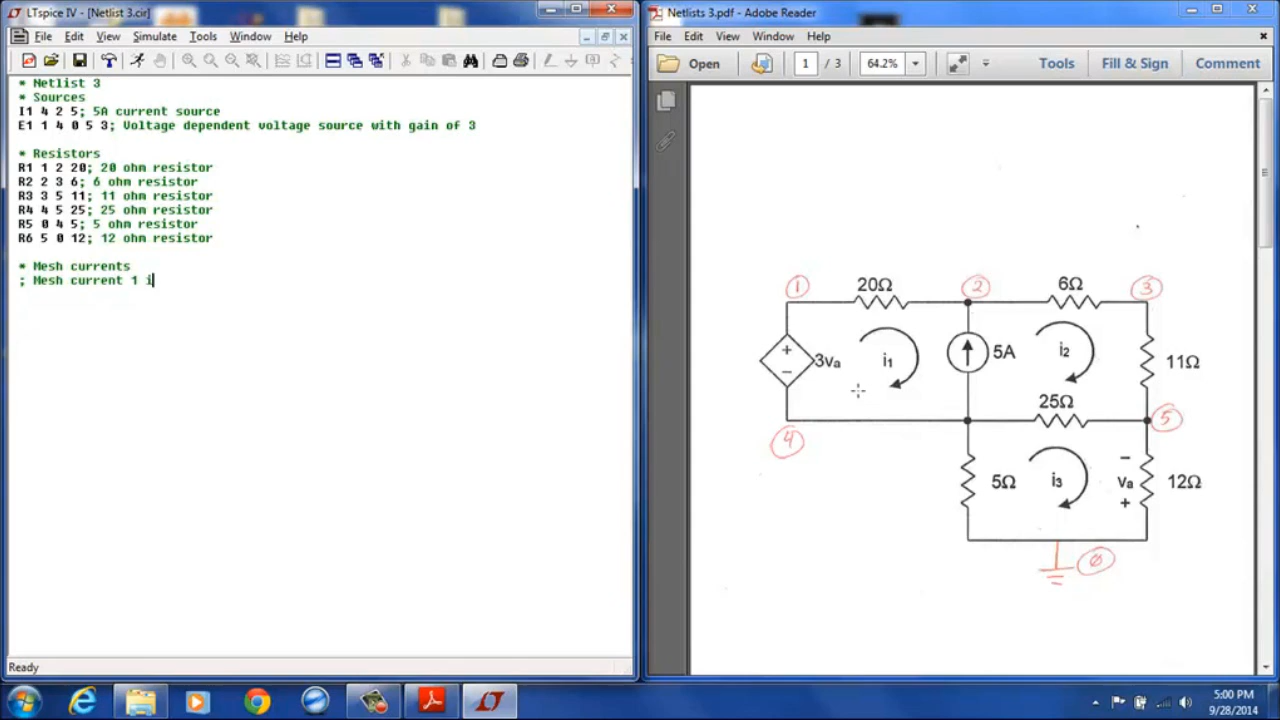 LTspice IV - [Netlist 3.cir]
File Edit View Simulate Tools Window Help
* Netlist 3
* Sources
I1 4 2 5; 5A current source
E1 1 4 0 5 3; Voltage dependent voltage source with gain of 3
* Resistors
R1 1 2 20; 20 ohm resistor
R2 2 3 6; 6 ohm resistor
R3 3 5 11; 11 ohm resistor
R4 4 5 25; 25 ohm resistor
R5 0 4 5; 5 ohm resistor
R6 5 0 12; 12 ohm resistor
* Mesh currents
; Mesh current 1 i
Ready
Netlists 3.pdf - Adobe Reader
File Edit View Window Help
Open 1 / 3 64.2% Tools Fill & Sign Comment
1 20Ω 2 6Ω 3
3va i1 5A i2 11Ω
25Ω
4 5
5Ω i3 va 12Ω
0
5:00 PM
9/28/2014